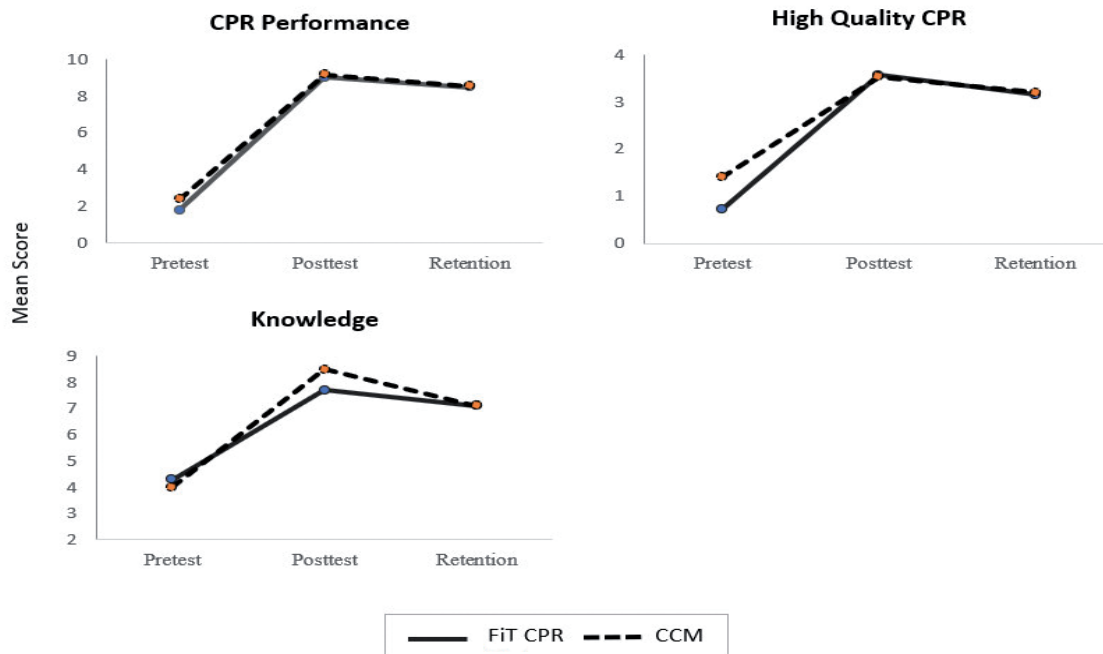 CPR Performance
10
8
6
4
2
0
Pretest Posttest Retention
High Quality CPR
4
3
2
1
0
Pretest Posttest Retention
Mean Score
Knowledge
9
8
7
6
5
4
3
2
Pretest Posttest Retention
FiT CPR CCM